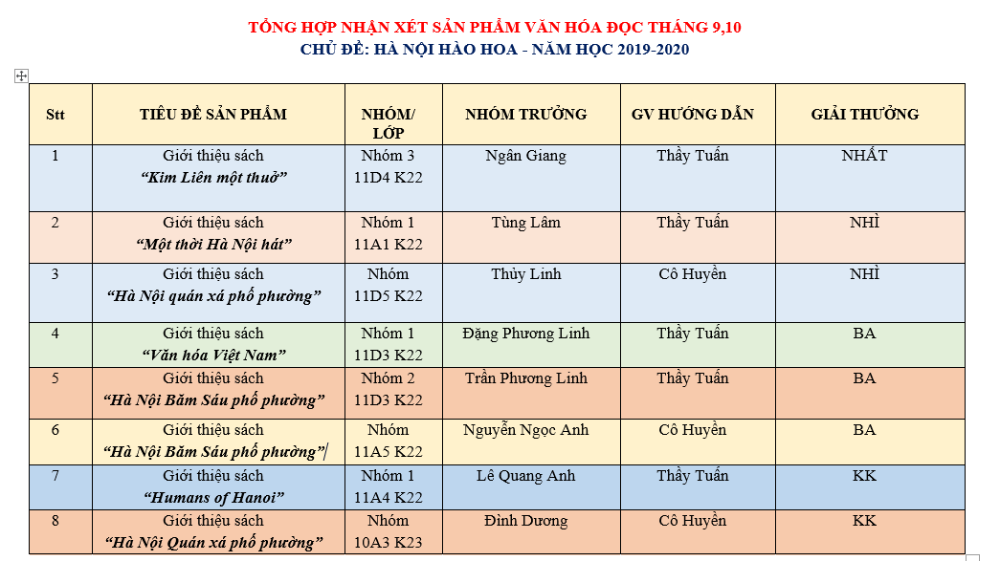 TỔNG HỢP NHẬN XÉT SẢN PHẨM VĂN HÓA ĐỌC THÁNG 9,10
CHỦ ĐỀ: HÀ NỘI HÀO HOA - NĂM HỌC 2019-2020
Stt TIÊU ĐỀ SẢN PHẨM NHÓM/ LỚP NHÓM TRƯỞNG GV HƯỚNG DẪN GIẢI THƯỞNG
1 Giới thiệu sách Nhóm 3 Ngân Giang Thầy Tuấn NHẤT
“Kim Liên một thuở” 11D4 K22
2 Giới thiệu sách Nhóm 1 Tùng Lâm Thầy Tuấn NHÌ
“Một thời Hà Nội hát” 11A1 K22
3 Giới thiệu sách Nhóm Thủy Linh Cô Huyền NHÌ
“Hà Nội quán xá phố phường” 11D5 K22
4 Giới thiệu sách Nhóm 1 Đặng Phương Linh Thầy Tuấn BA
“Văn hóa Việt Nam” 11D3 K22
5 Giới thiệu sách Nhóm 2 Trần Phương Linh Thầy Tuấn BA
“Hà Nội Băm Sáu phố phường” 11D3 K22
6 Giới thiệu sách Nhóm Nguyễn Ngọc Anh Cô Huyền BA
“Hà Nội Băm Sáu phố phường” 11A5 K22
7 Giới thiệu sách Nhóm 1 Lê Quang Anh Thầy Tuấn KK
“Humans of Hanoi” 11A4 K22
8 Giới thiệu sách Nhóm Đình Dương Cô Huyền KK
“Hà Nội Quán xá phố phường” 10A3 K23